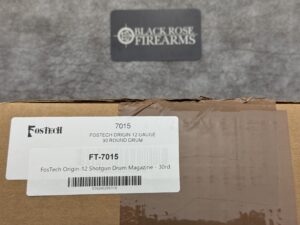 BLACK ROSE
FIREARMS
FOSTECH
7015
FOSTECH ORIGIN 12 GAUGE
30 ROUND DRUM
FT-7015
FosTech Origin-12 Shotgun Drum Magazine - 30rd